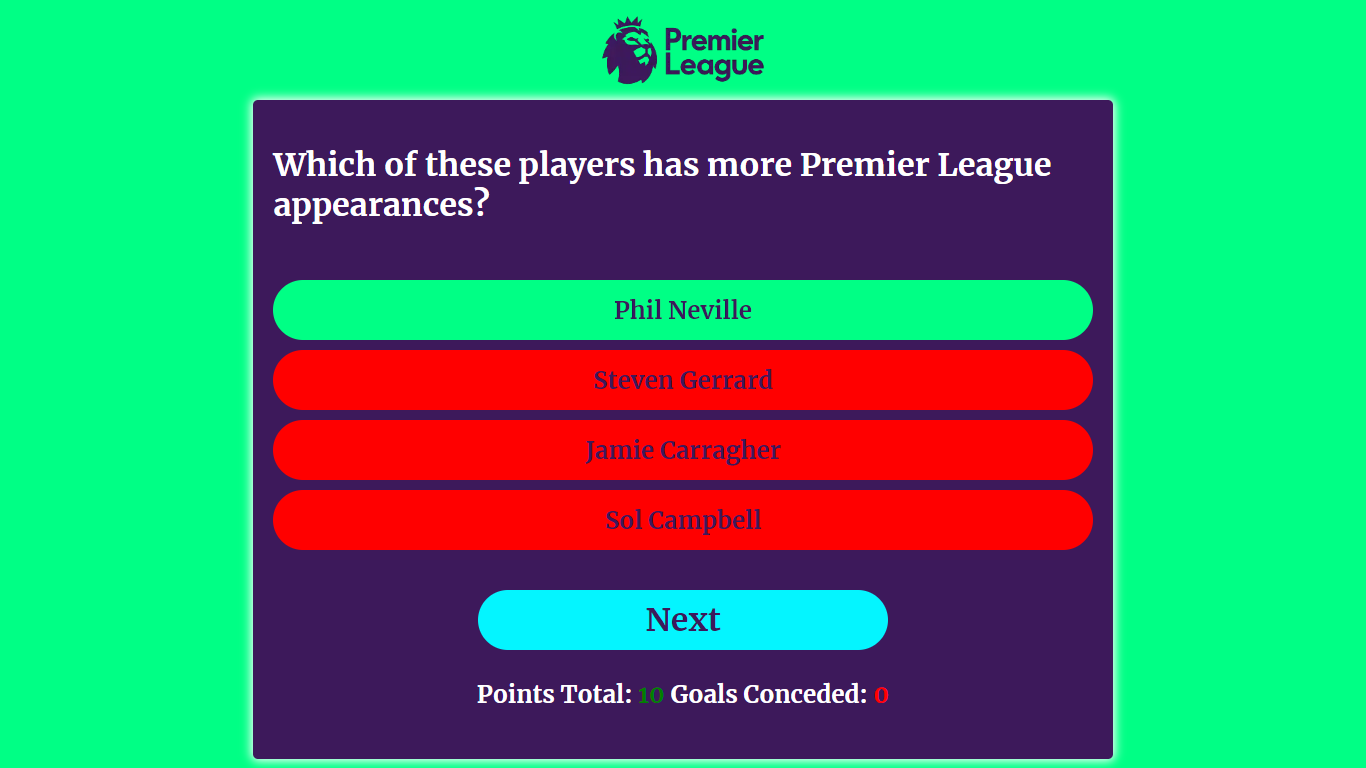 Premier
League
Which of these players has more Premier League
appearances?
Phil Neville
Steven Gerrard
Jamie Carragher
Sol Campbell
Next
Points Total: 10 Goals Conceded: 0